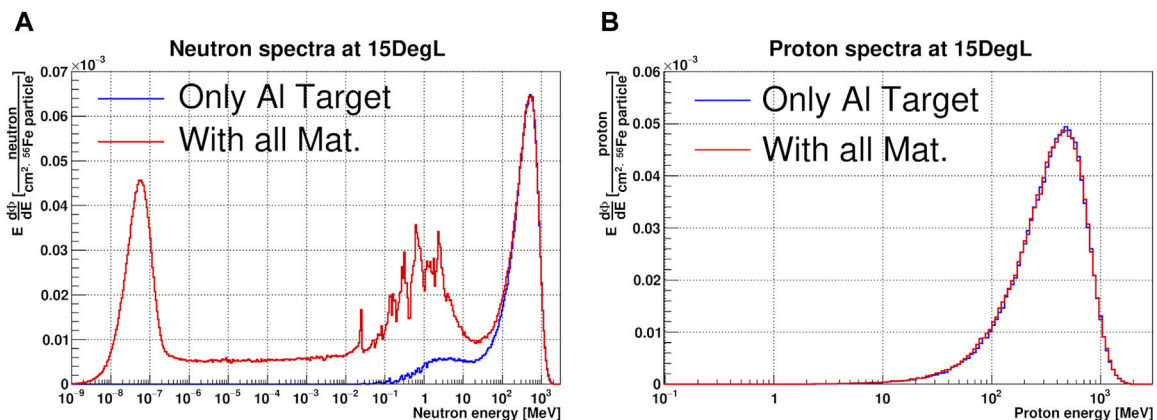 A
Neutron spectra at 15DegL
×10⁻³
E dΦ/dE [neutron / cm². ⁵⁶Fe particle]
0.07
0.06
0.05
0.04
0.03
0.02
0.01
0
Only Al Target
With all Mat.
10⁻⁹ 10⁻⁸ 10⁻⁷ 10⁻⁶ 10⁻⁵ 10⁻⁴ 10⁻³ 10⁻² 10⁻¹ 1 10 10² 10³
Neutron energy [MeV]
B
Proton spectra at 15DegL
×10⁻³
E dΦ/dE [proton / cm². ⁵⁶Fe particle]
0.06
0.05
0.04
0.03
0.02
0.01
0
Only Al Target
With all Mat.
10⁻¹ 1 10 10² 10³
Proton energy [MeV]